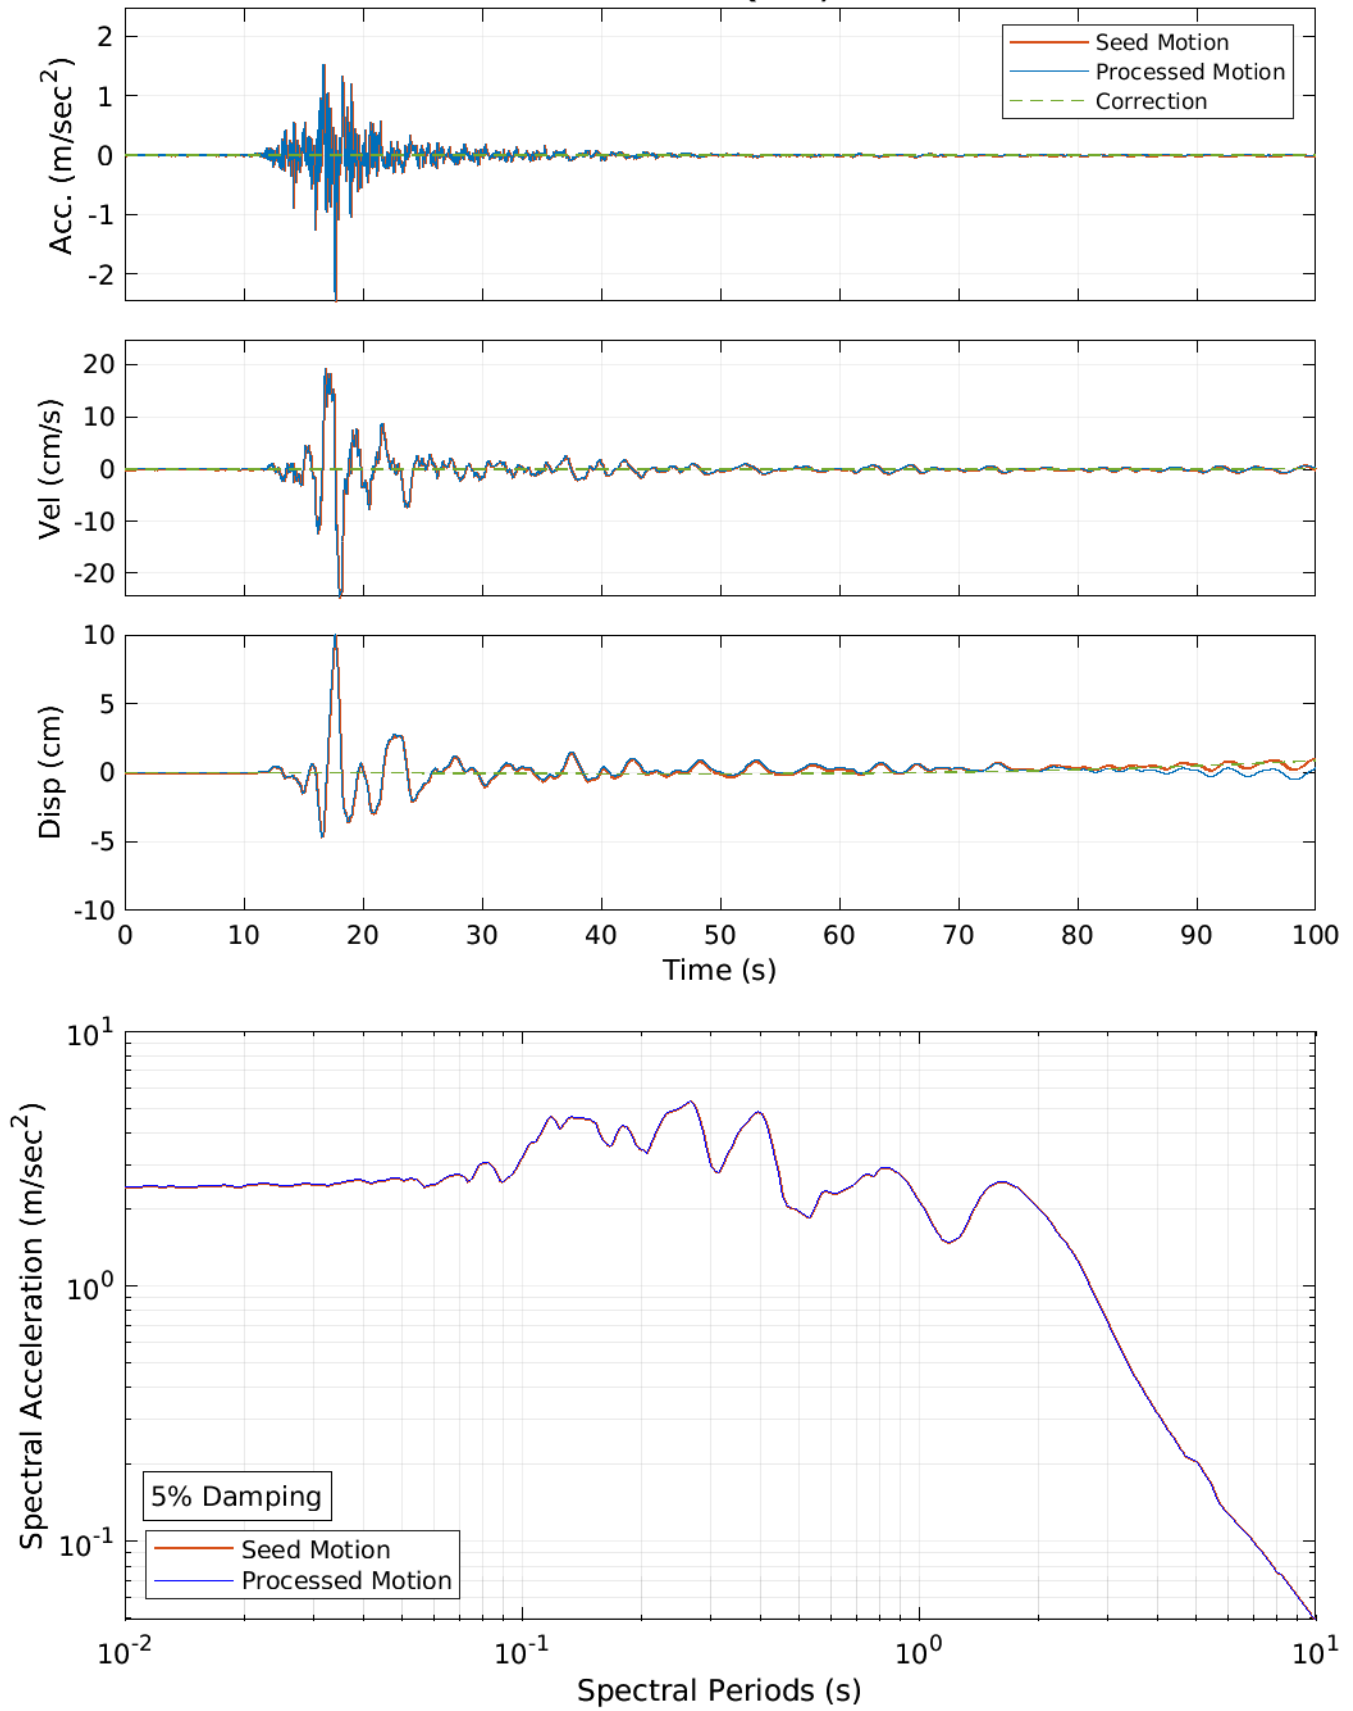 2
1
0
-1
-2
Acc. (m/sec²)
Seed Motion
Processed Motion
Correction
20
10
0
-10
-20
Vel (cm/s)
10
5
0
-5
-10
Disp (cm)
0 10 20 30 40 50 60 70 80 90 100
Time (s)
10¹
10⁰
10⁻¹
Spectral Acceleration (m/sec²)
5% Damping
Seed Motion
Processed Motion
10⁻² 10⁻¹ 10⁰ 10¹
Spectral Periods (s)